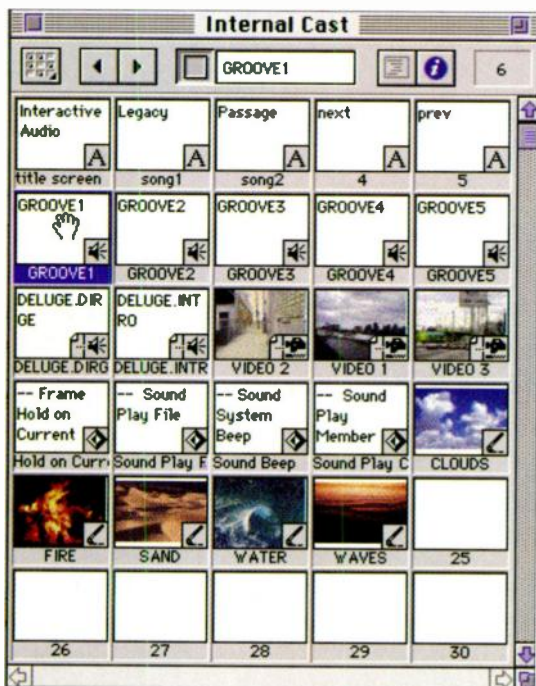 Internal Cast
GROOVE1
6
Interactive Audio
Legacy
Passage
next
prev
A
A
A
A
A
title screen
song1
song2
4
5
GROOVE1
GROOVE2
GROOVE3
GROOVE4
GROOVE5
GROOVE1
GROOVE2
GROOVE3
GROOVE4
GROOVE5
DELUGE.DIR
GE
DELUGE.INT
RO
DELUGE.DIRG
DELUGE.INTR
VIDEO 2
VIDEO 1
VIDEO 3
-- Frame
Hold on
Current
-- Sound
Play File
-- Sound
System
Beep
-- Sound
Play
Member
Hold on Curr
Sound Play F
Sound Beep
Sound Play C
CLOUDS
FIRE
SAND
WATER
WAVES
25
26
27
28
29
30